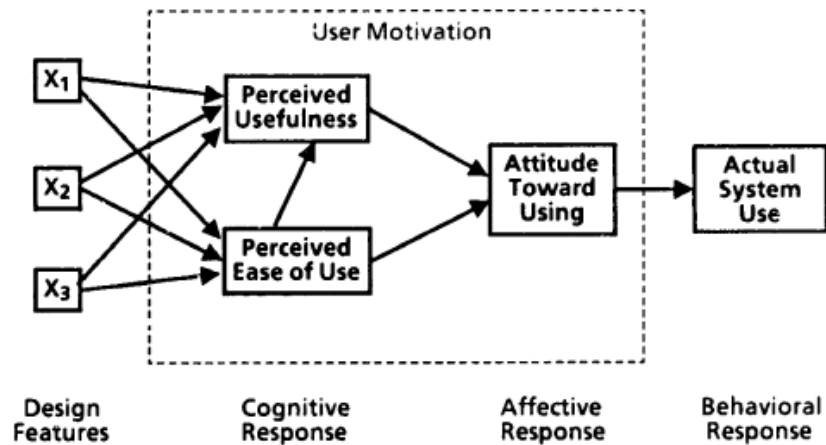 User Motivation
X1
Perceived
Usefulness
X2
Attitude
Toward
Using
Actual
System
Use
Perceived
Ease of Use
X3
Design
Features
Cognitive
Response
Affective
Response
Behavioral
Response